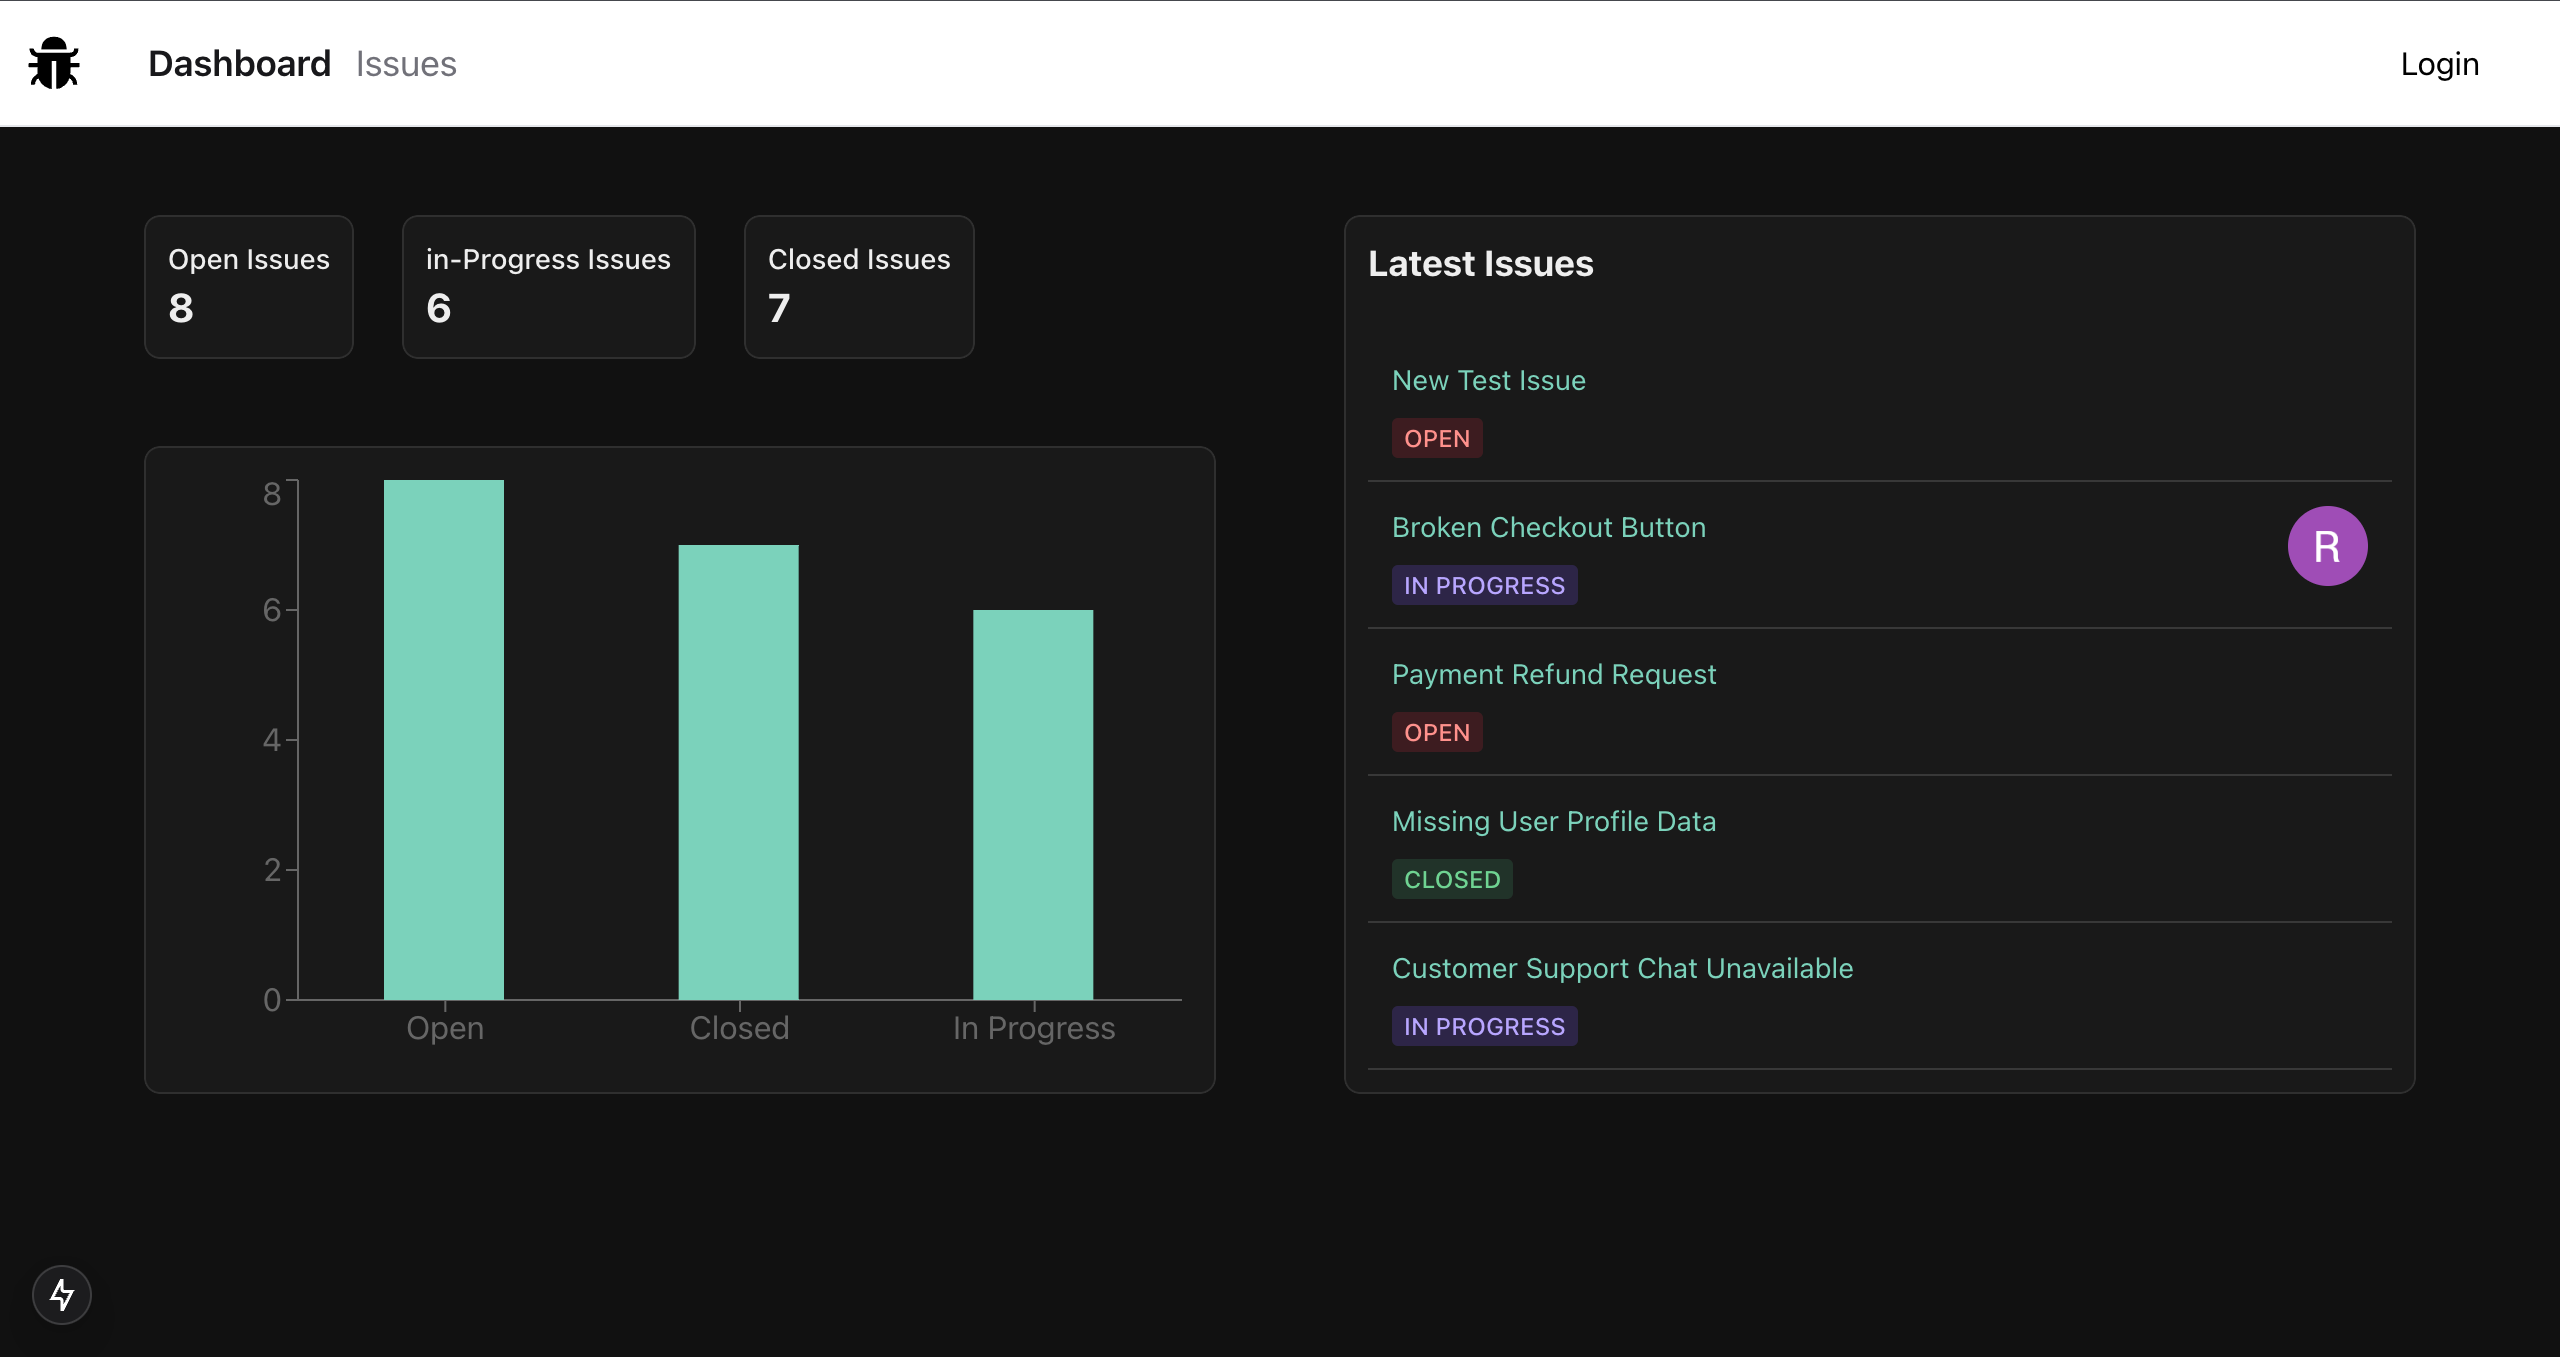 Dashboard Issues
Login
Open Issues
8
in-Progress Issues
6
Closed Issues
7
8
6
4
2
0
Open
Closed
In Progress
Latest Issues
New Test Issue
OPEN
Broken Checkout Button
IN PROGRESS
R
Payment Refund Request
OPEN
Missing User Profile Data
CLOSED
Customer Support Chat Unavailable
IN PROGRESS